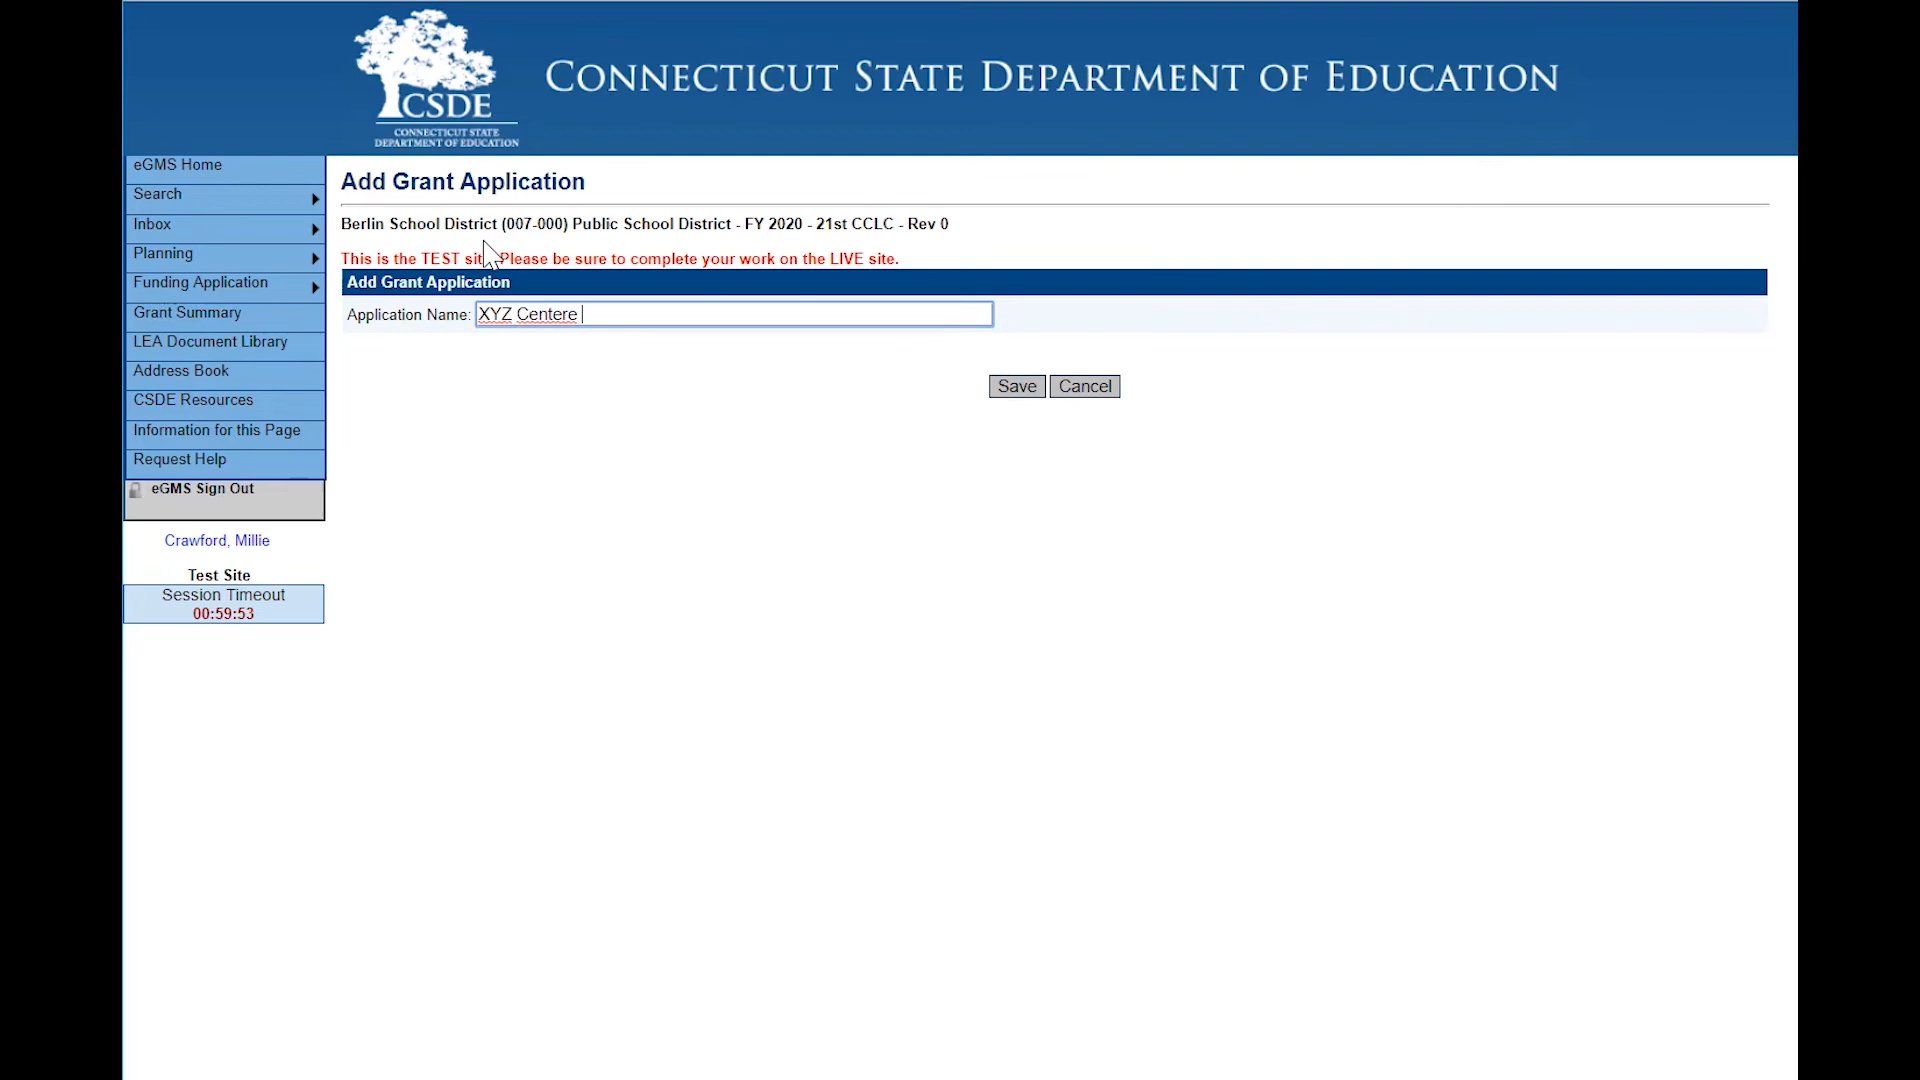 CSDE
CONNECTICUT STATE
DEPARTMENT OF EDUCATION
CONNECTICUT STATE DEPARTMENT OF EDUCATION
eGMS Home
Search
Inbox
Planning
Funding Application
Grant Summary
LEA Document Library
Address Book
CSDE Resources
Information for this Page
Request Help
eGMS Sign Out
Crawford, Millie
Test Site
Session Timeout
00:59:53
Add Grant Application
Berlin School District (007-000) Public School District - FY 2020 - 21st CCLC - Rev 0
This is the TEST site. Please be sure to complete your work on the LIVE site.
Add Grant Application
Application Name: XYZ Centere
Save Cancel